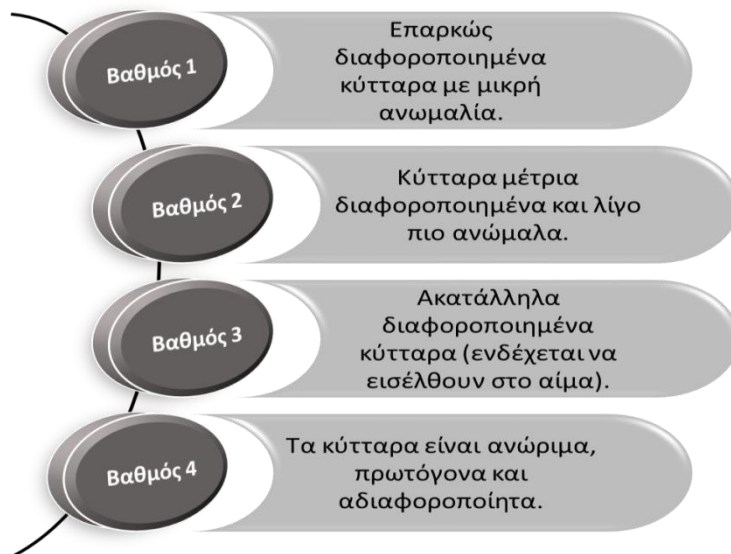 Βαθμός 1
Επαρκώς
διαφοροποιημένα
κύτταρα με μικρή
ανωμαλία.
Βαθμός 2
Κύτταρα μέτρια
διαφοροποιημένα και λίγο
πιο ανώμαλα.
Βαθμός 3
Ακατάλληλα
διαφοροποιημένα
κύτταρα (ενδέχεται να
εισέλθουν στο αίμα).
Βαθμός 4
Τα κύτταρα είναι ανώριμα,
πρωτόγονα και
αδιαφοροποίητα.